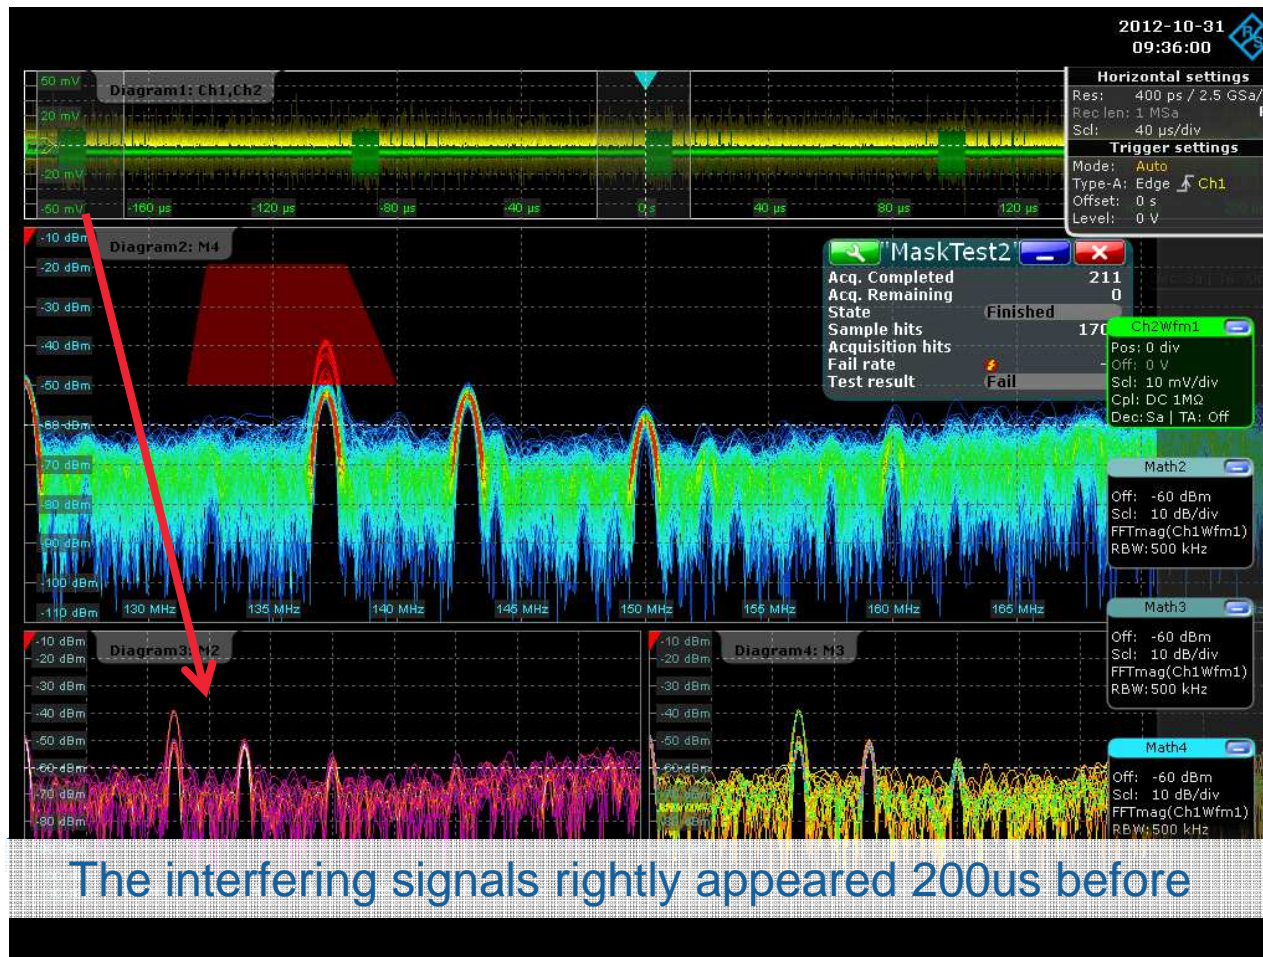 2012-10-31
09:36:00
Horizontal settings
Res: 400 ps / 2.5 GSa/
Rec len: 1 MSa
Scl: 40 µs/div
Trigger settings
Mode: Auto
Type-A: Edge Ch1
Offset: 0 s
Level: 0 V
50 mV
Diagram1: Ch1,Ch2
20 mV
-20 mV
-50 mV
-160 µs -120 µs -80 µs -40 µs 0 s 40 µs 80 µs 120 µs
-10 dBm
Diagram2: M4
-20 dBm
-30 dBm
-40 dBm
-50 dBm
-60 dBm
-70 dBm
-80 dBm
-90 dBm
-100 dBm
-110 dBm
130 MHz 135 MHz 140 MHz 145 MHz 150 MHz 155 MHz 160 MHz 165 MHz
"MaskTest2"
Acq. Completed 211
Acq. Remaining 0
State Finished
Sample hits 170
Acquisition hits
Fail rate
Test result Fail
Ch2Wfm1
Pos: 0 div
Off: 0 V
Scl: 10 mV/div
Cpl: DC 1MΩ
Dec: Sa | TA: Off
Math2
Off: -60 dBm
Scl: 10 dB/div
FFTmag(Ch1Wfm1)
RBW: 500 kHz
Math3
Off: -60 dBm
Scl: 10 dB/div
FFTmag(Ch1Wfm1)
RBW: 500 kHz
Math4
Off: -60 dBm
Scl: 10 dB/div
FFTmag(Ch1Wfm1)
RBW: 500 kHz
-10 dBm
Diagram3: M2
-20 dBm
-30 dBm
-40 dBm
-50 dBm
-60 dBm
-70 dBm
-80 dBm
-10 dBm
Diagram4: M3
-20 dBm
-30 dBm
-40 dBm
-50 dBm
-60 dBm
-70 dBm
The interfering signals rightly appeared 200us before